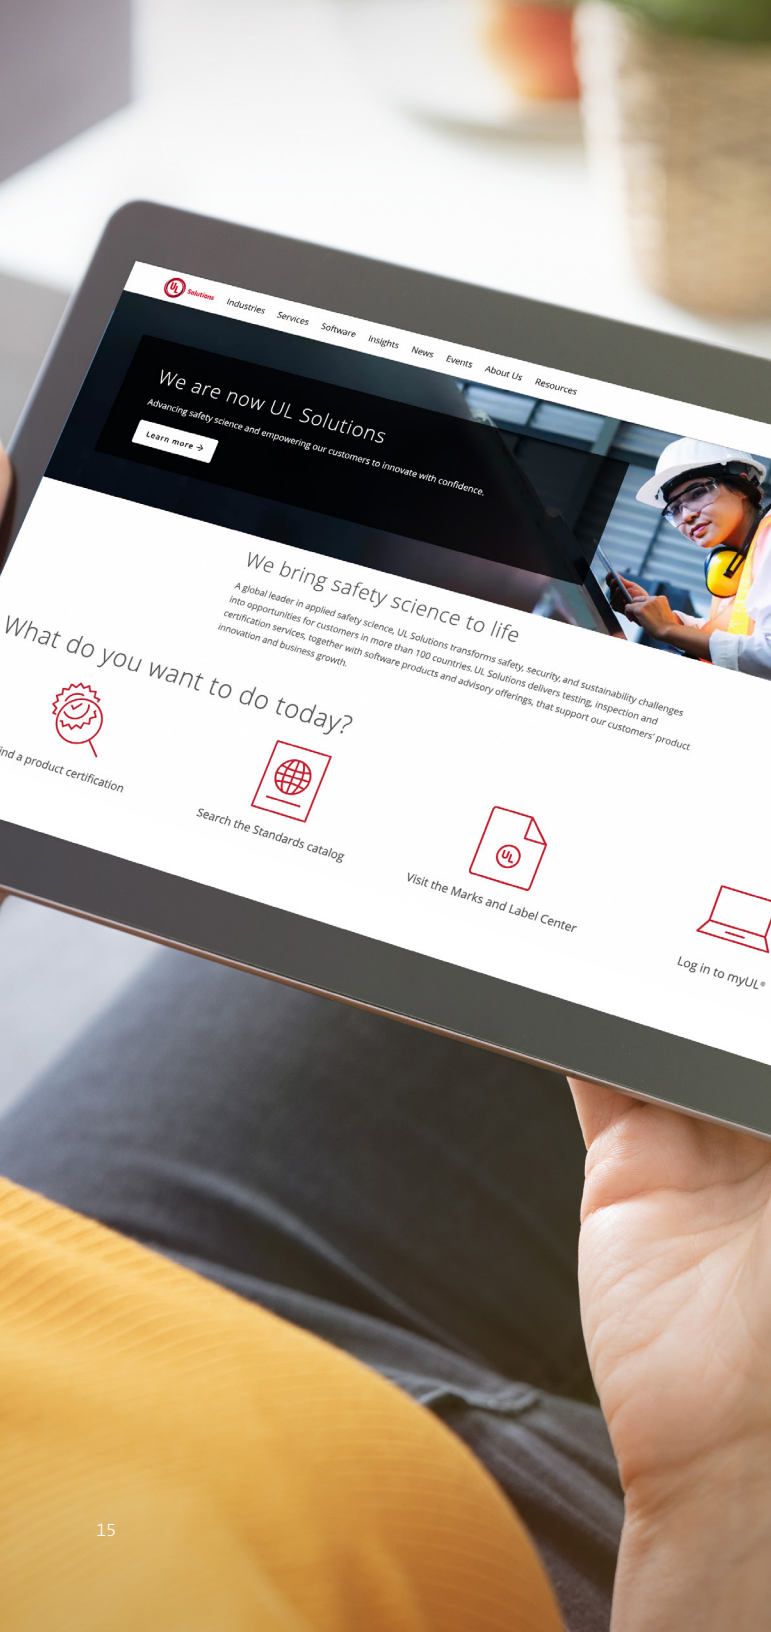 UL Solutions
Industries Services Software Insights News Events About Us Resources
We are now UL Solutions
Advancing safety science and empowering our customers to innovate with confidence.
Learn more →
We bring safety science to life
A global leader in applied safety science, UL Solutions transforms safety, security, and sustainability challenges
into opportunities for customers in more than 100 countries. UL Solutions delivers testing, inspection and
certification services, together with software products and advisory offerings, that support our customers' product
innovation and business growth.
What do you want to do today?
ind a product certification
Search the Standards catalog
UL
Visit the Marks and Label Center
Log in to myUL®
15